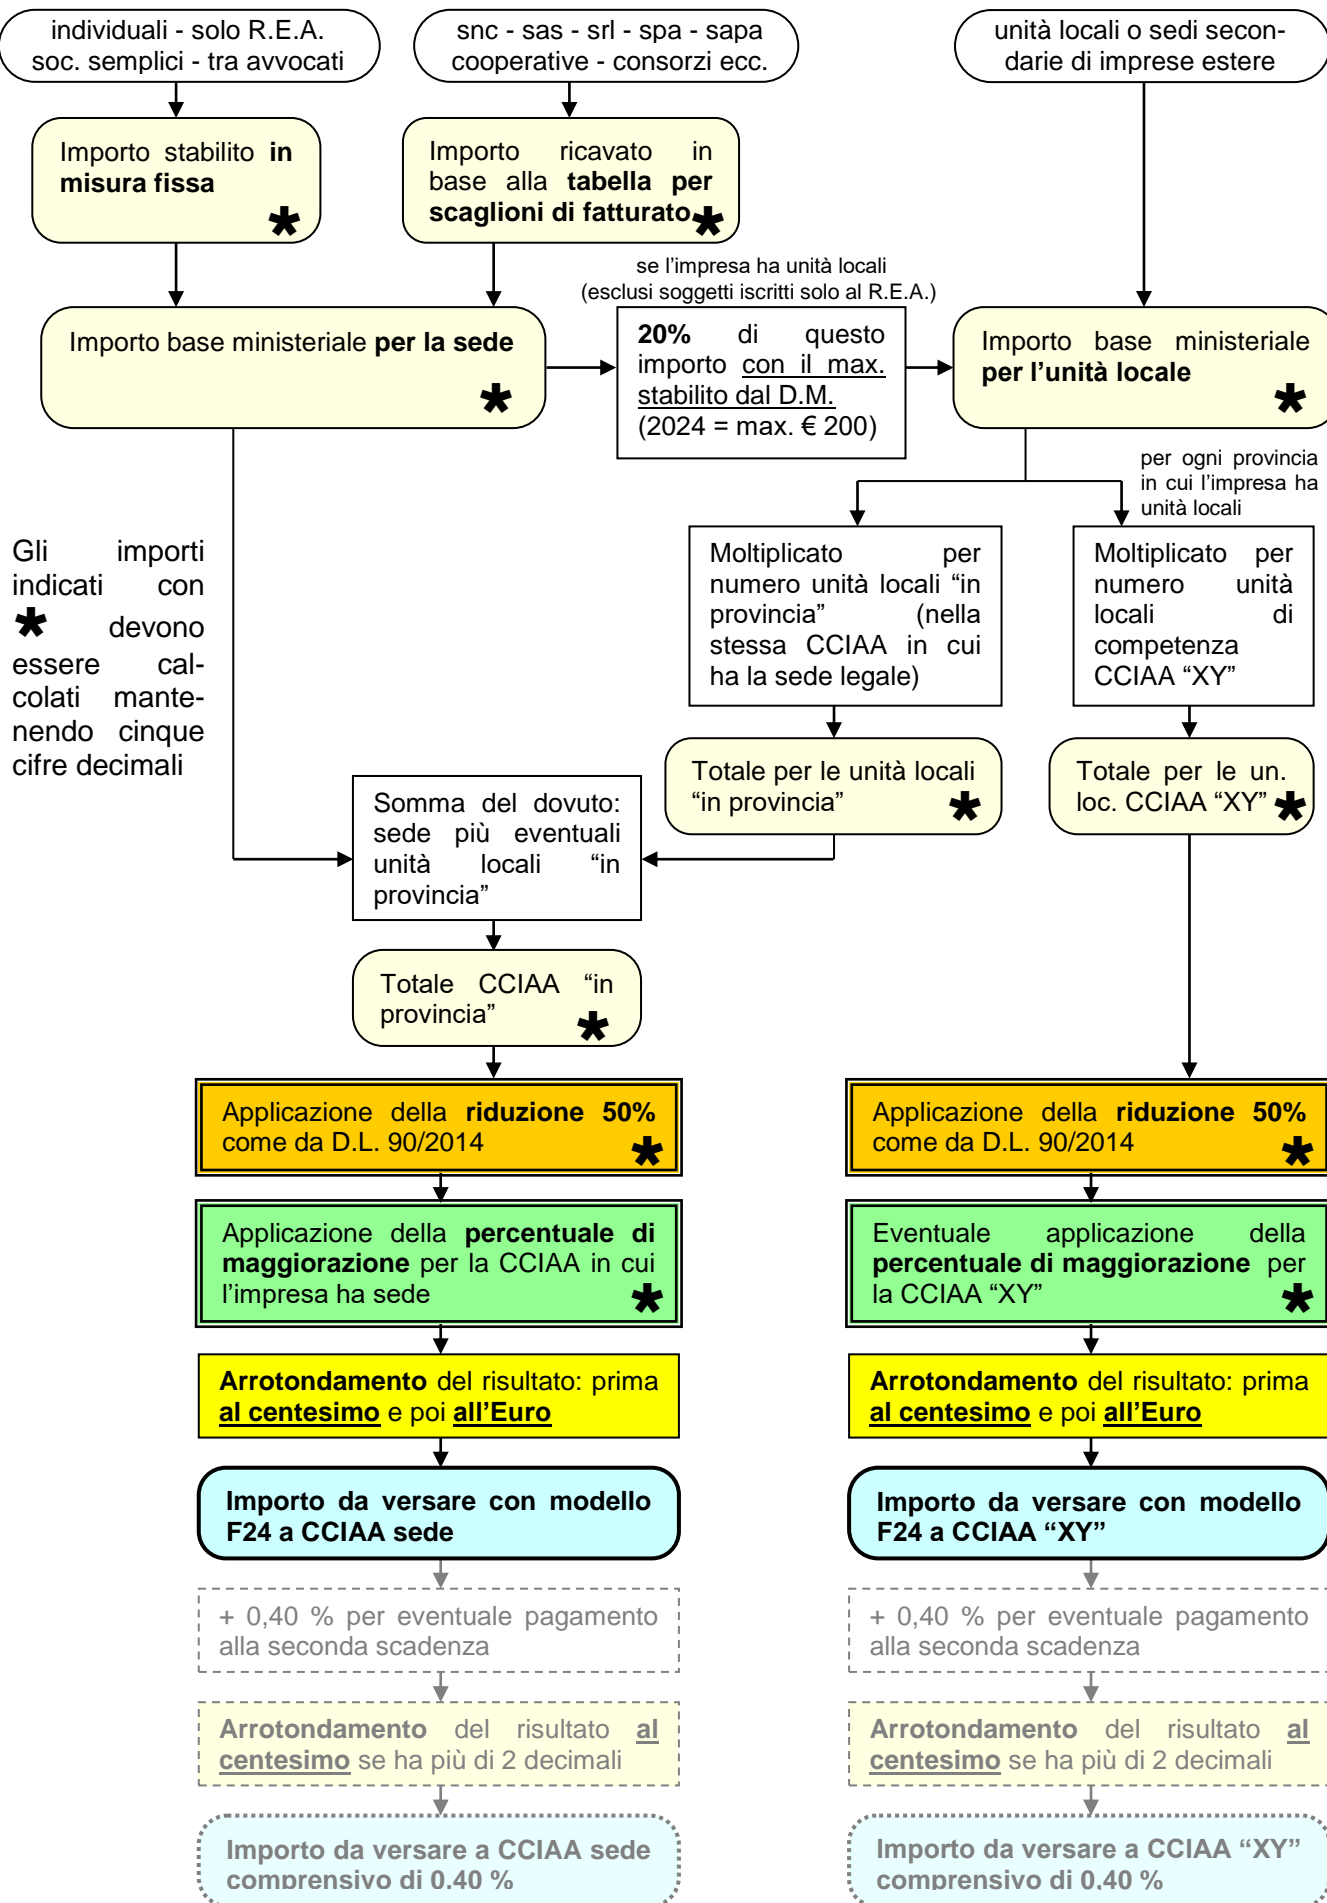 individuali - solo R.E.A.
soc. semplici - tra avvocati
snc - sas - srl - spa - sapa
cooperative - consorzi ecc.
unità locali o sedi secon-
darie di imprese estere
Importo stabilito in
misura fissa
*
Importo ricavato in
base alla tabella per
scaglioni di fatturato
*
se l’impresa ha unità locali
(esclusi soggetti iscritti solo al R.E.A.)
Importo base ministeriale per la sede
*
20% di questo
importo con il max.
stabilito dal D.M.
(2024 = max. € 200)
Importo base ministeriale
per l’unità locale
*
per ogni provincia
in cui l’impresa ha
unità locali
Gli importi
indicati con
* devono
essere cal-
colati mante-
nendo cinque
cifre decimali
Moltiplicato per
numero unità locali “in
provincia” (nella
stessa CCIAA in cui
ha la sede legale)
Moltiplicato per
numero unità
locali di
competenza
CCIAA “XY”
Totale per le unità locali
“in provincia”
*
Totale per le un.
loc. CCIAA “XY”
*
Somma del dovuto:
sede più eventuali
unità locali “in
provincia”
Totale CCIAA “in
provincia”
*
Applicazione della riduzione 50%
come da D.L. 90/2014
*
Applicazione della riduzione 50%
come da D.L. 90/2014
*
Applicazione della percentuale di
maggiorazione per la CCIAA in cui
l’impresa ha sede
*
Eventuale applicazione della
percentuale di maggiorazione per
la CCIAA “XY”
*
Arrotondamento del risultato: prima
al centesimo e poi all’Euro
Arrotondamento del risultato: prima
al centesimo e poi all’Euro
Importo da versare con modello
F24 a CCIAA sede
Importo da versare con modello
F24 a CCIAA “XY”
+ 0,40 % per eventuale pagamento
alla seconda scadenza
+ 0,40 % per eventuale pagamento
alla seconda scadenza
Arrotondamento del risultato al
centesimo se ha più di 2 decimali
Arrotondamento del risultato al
centesimo se ha più di 2 decimali
Importo da versare a CCIAA sede
comprensivo di 0,40 %
Importo da versare a CCIAA “XY”
comprensivo di 0,40 %